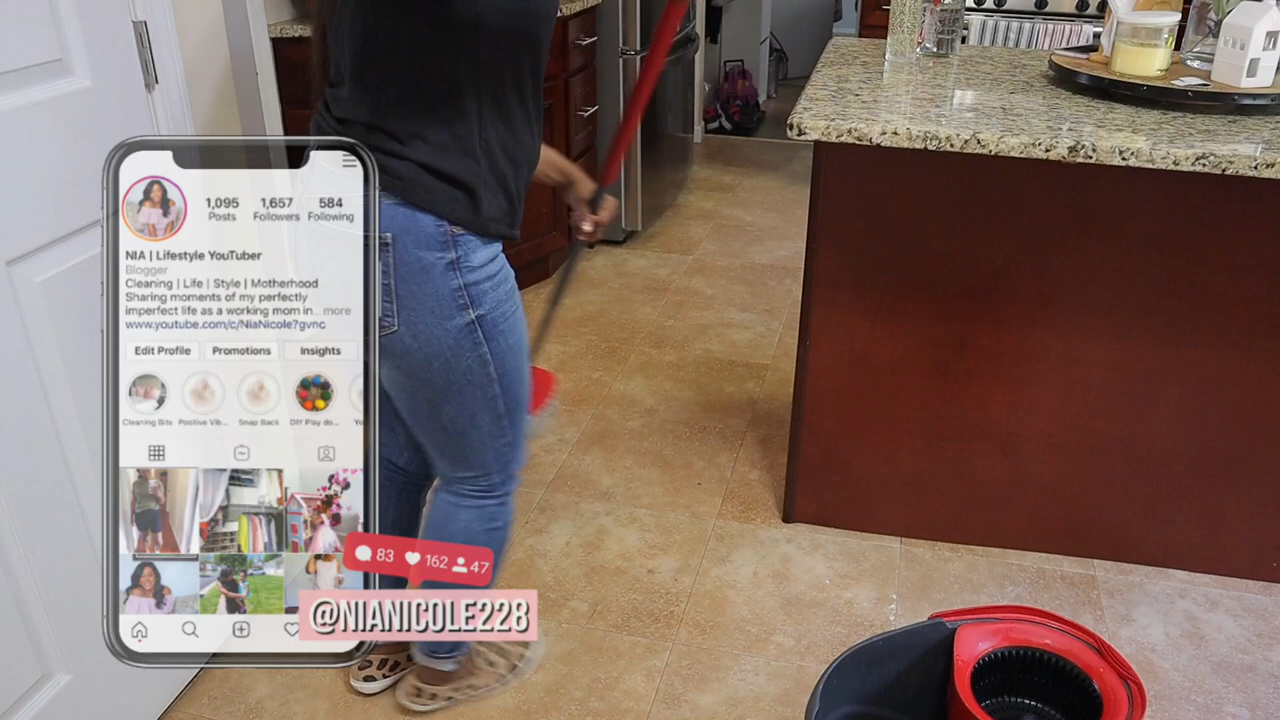 1,095 1,657 584
Posts Followers Following
NIA | Lifestyle YouTuber
Blogger
Cleaning | Life | Style | Motherhood
Sharing moments of my perfectly
imperfect life as a working mom in... more
www.youtube.com/c/NiaNicole?gvnc
Edit Profile Promotions Insights
Cleaning Bits Positive Vib... Snap Back DIY Play do...
83 162 47
@NIANICOLE228